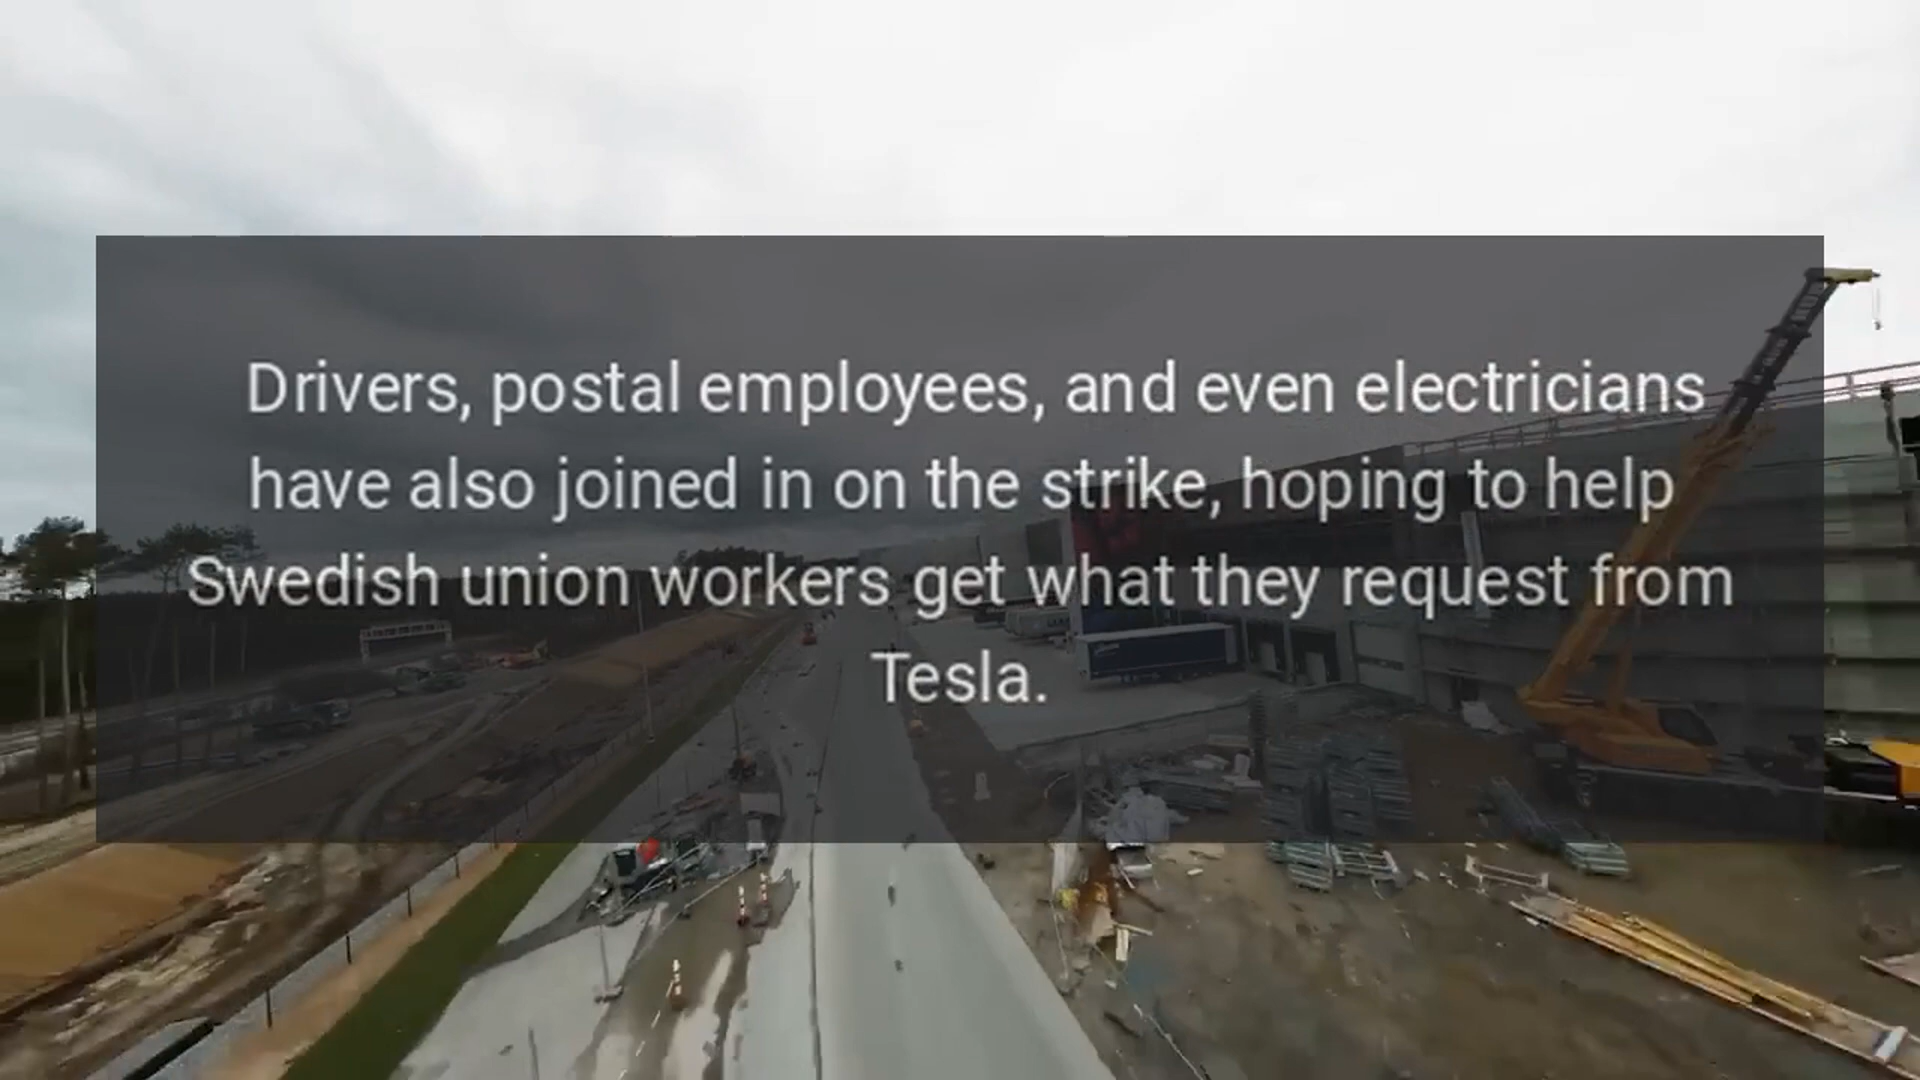 Drivers, postal employees, and even electricians
have also joined in on the strike, hoping to help
Swedish union workers get what they request from
Tesla.